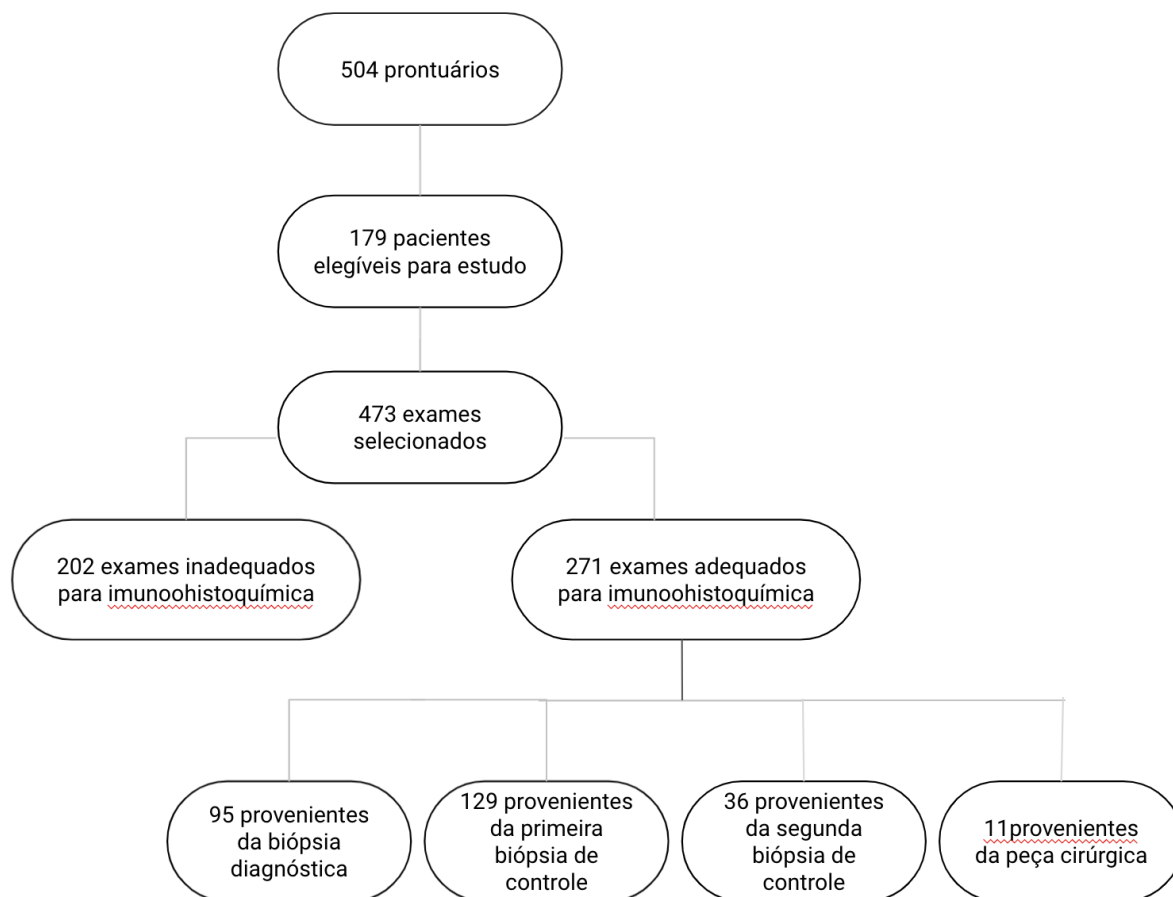 504 prontuários
179 pacientes
elegíveis para estudo
473 exames
selecionados
202 exames inadequados
para imunoohistoquímica
271 exames adequados
para imunoohistoquímica
95 provenientes
da biópsia
diagnóstica
129 provenientes
da primeira
biópsia de
controle
36 provenientes
da segunda
biópsia de
controle
11provenientes
da peça cirúrgica